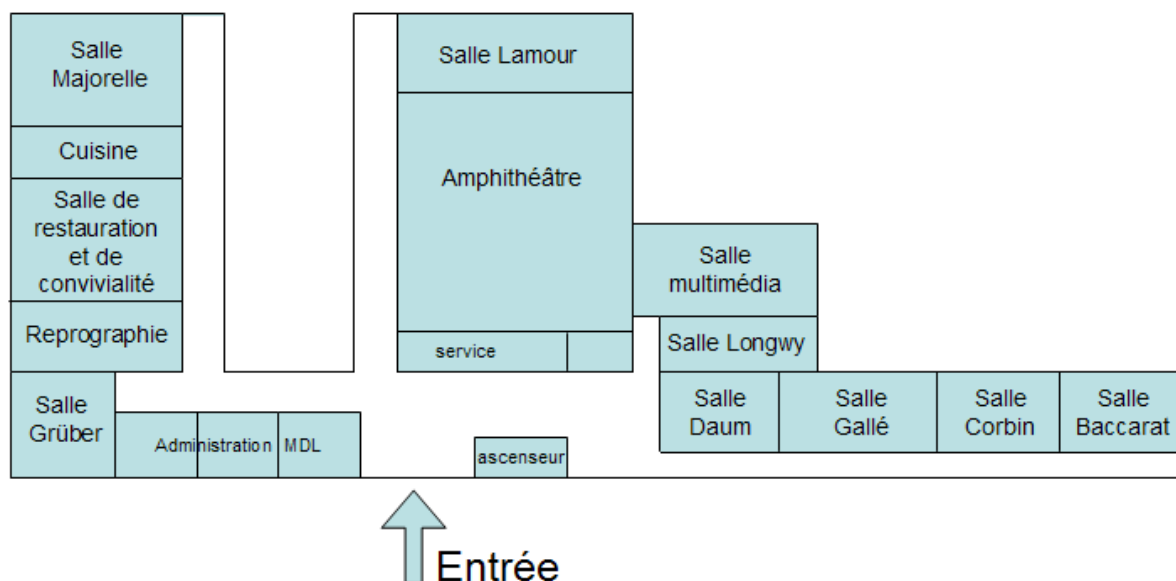 Salle
Majorelle
Cuisine
Salle de
restauration
et de
convivialité
Reprographie
Salle
Grüber
Administration
MDL
Salle Lamour
Amphithéâtre
service
ascenseur
Salle
multimédia
Salle Longwy
Salle
Daum
Salle
Gallé
Salle
Corbin
Salle
Baccarat
Entrée